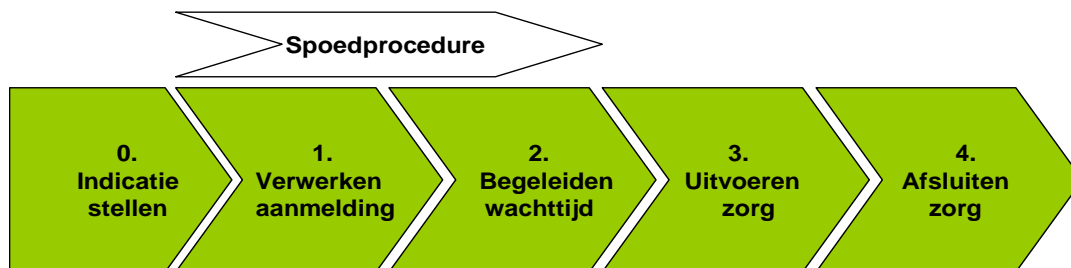 Spoedprocedure
0.
Indicatie
stellen
1.
Verwerken
aanmelding
2.
Begeleiden
wachttijd
3.
Uitvoeren
zorg
4.
Afsluiten
zorg